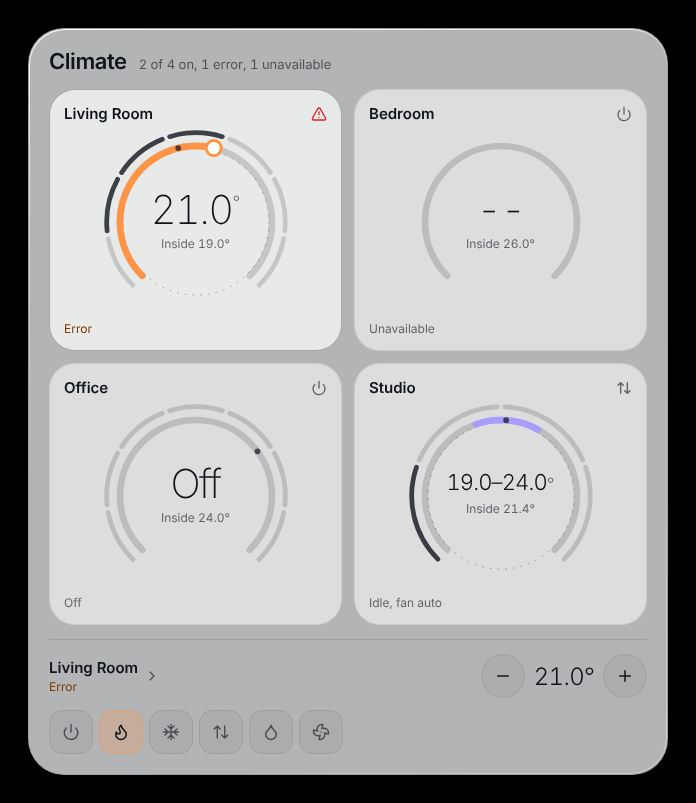 Climate 2 of 4 on, 1 error, 1 unavailable
Living Room
21.0°
Inside 19.0°
Error
Bedroom
- -
Inside 26.0°
Unavailable
Office
Off
Inside 24.0°
Off
Studio
19.0–24.0°
Inside 21.4°
Idle, fan auto
Living Room
Error
21.0°